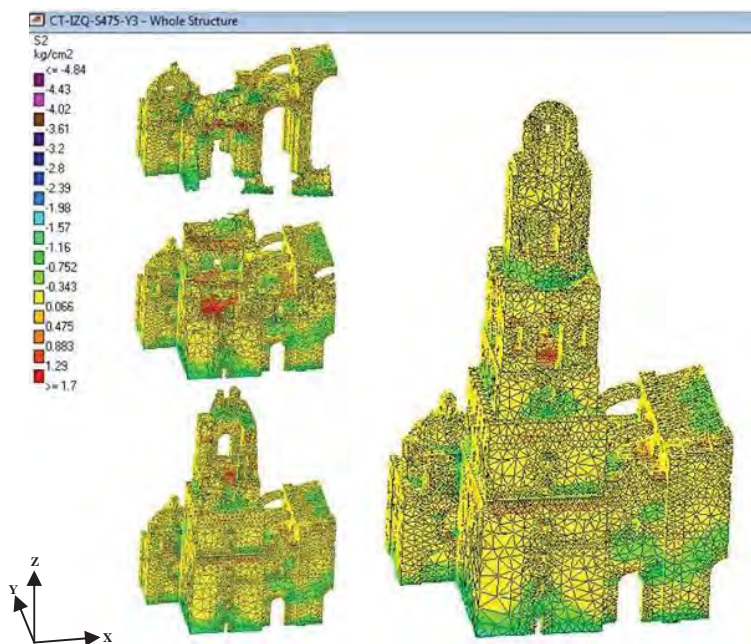 CT-IZQ-S475-Y3 - Whole Structure
S2
kg/cm2
<= -4.84
-4.43
-4.02
-3.61
-3.2
-2.8
-2.39
-1.98
-1.57
-1.16
-0.752
-0.343
0.066
0.475
0.883
1.29
>= 1.7
Z
Y
X